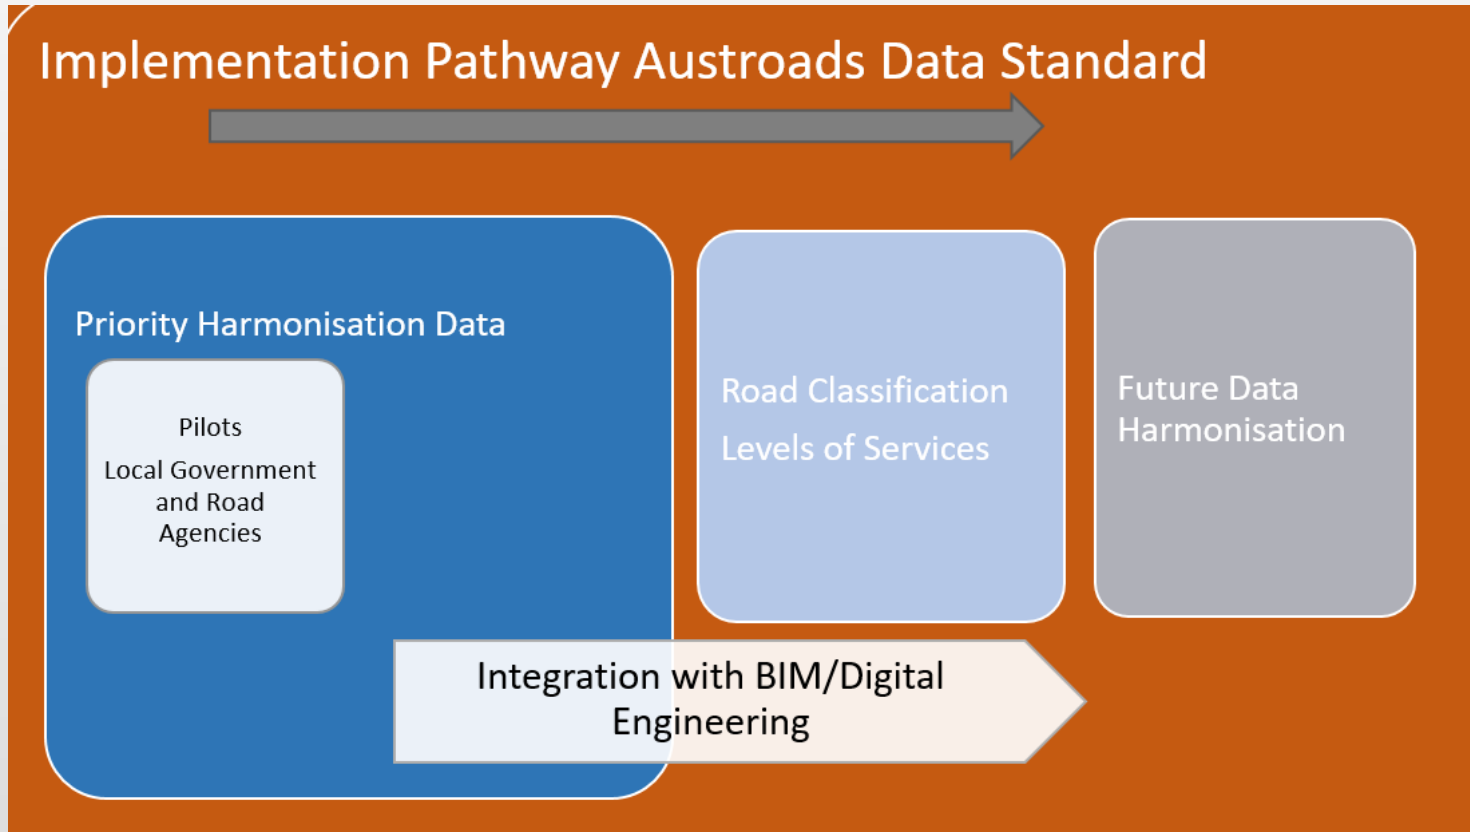 Implementation Pathway Austroads Data Standard
Priority Harmonisation Data
Pilots
Local Government
and Road
Agencies
Road Classification
Levels of Services
Future Data
Harmonisation
Integration with BIM/Digital
Engineering